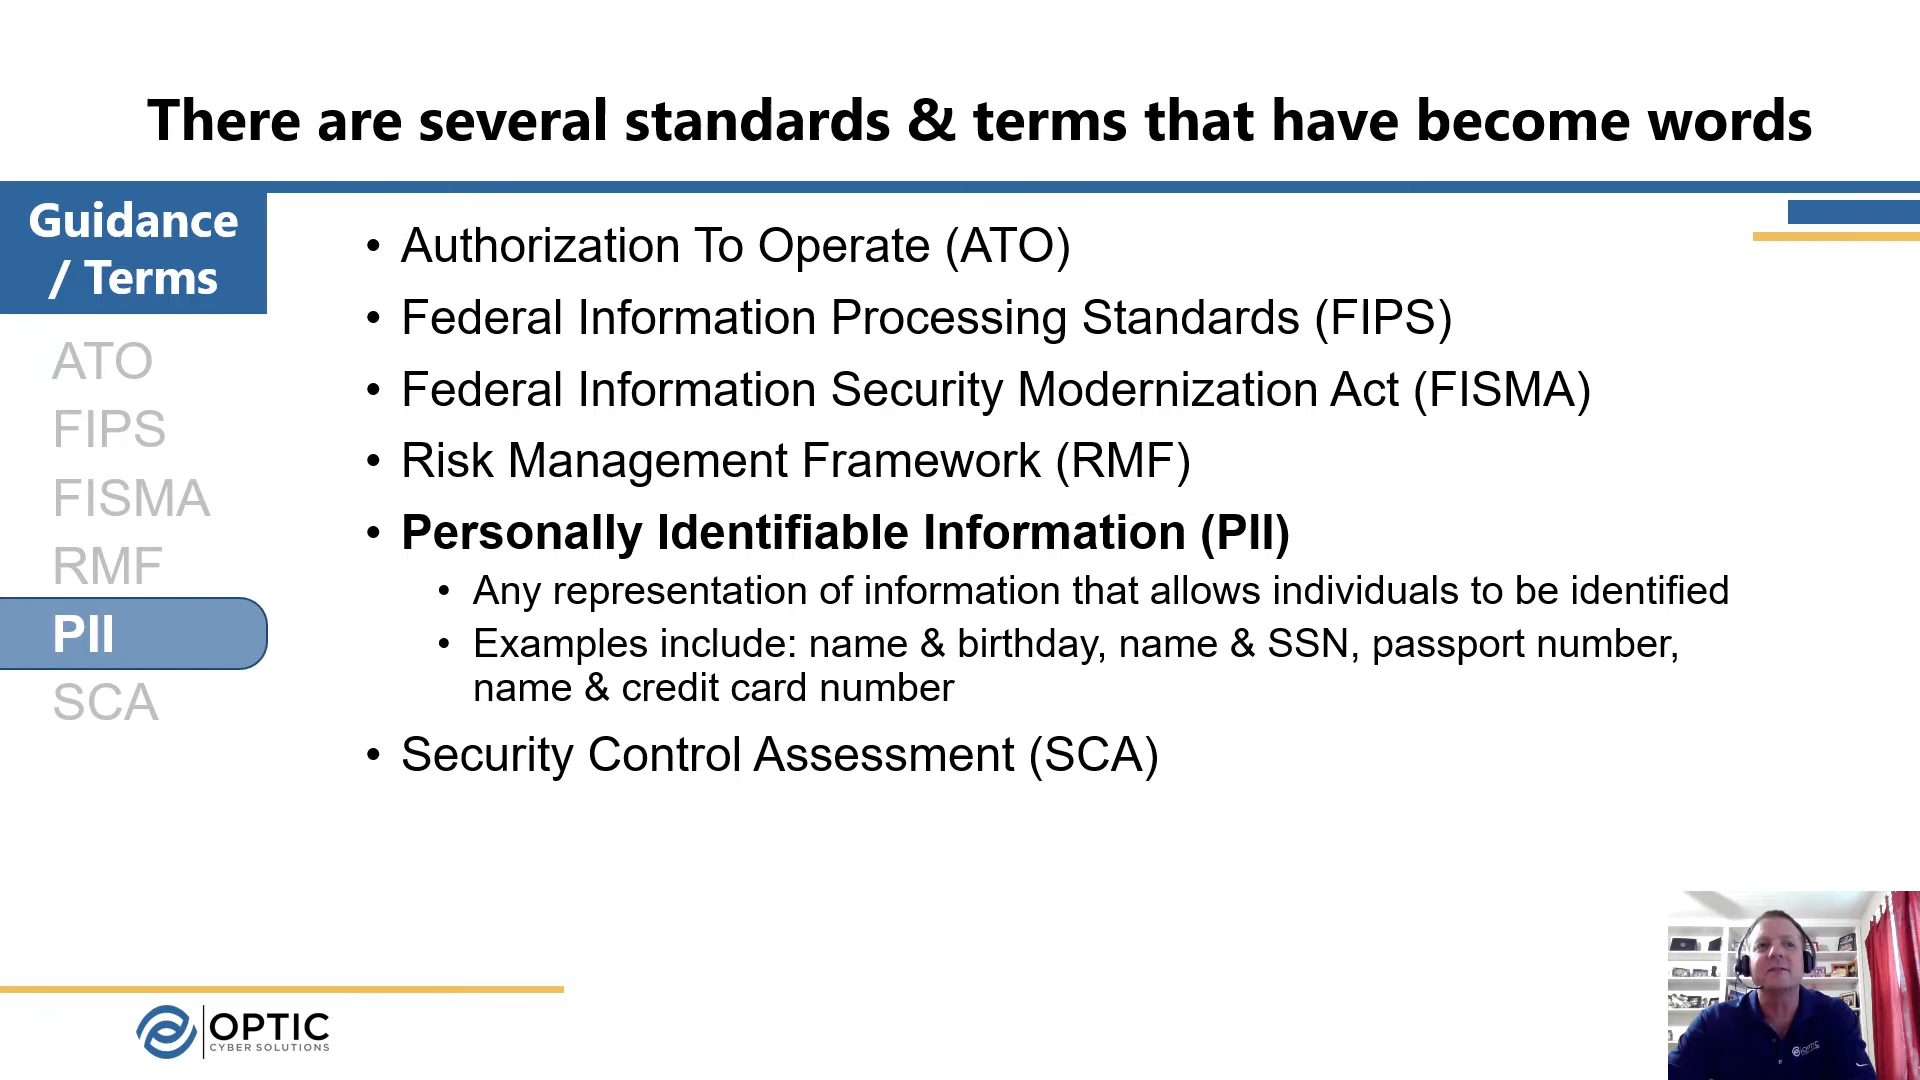 There are several standards & terms that have become words
Guidance
/ Terms
ATO
FIPS
FISMA
RMF
PII
SCA
• Authorization To Operate (ATO)
• Federal Information Processing Standards (FIPS)
• Federal Information Security Modernization Act (FISMA)
• Risk Management Framework (RMF)
• Personally Identifiable Information (PII)
• Any representation of information that allows individuals to be identified
• Examples include: name & birthday, name & SSN, passport number,
name & credit card number
• Security Control Assessment (SCA)
OPTIC
CYBER SOLUTIONS
OPTIC